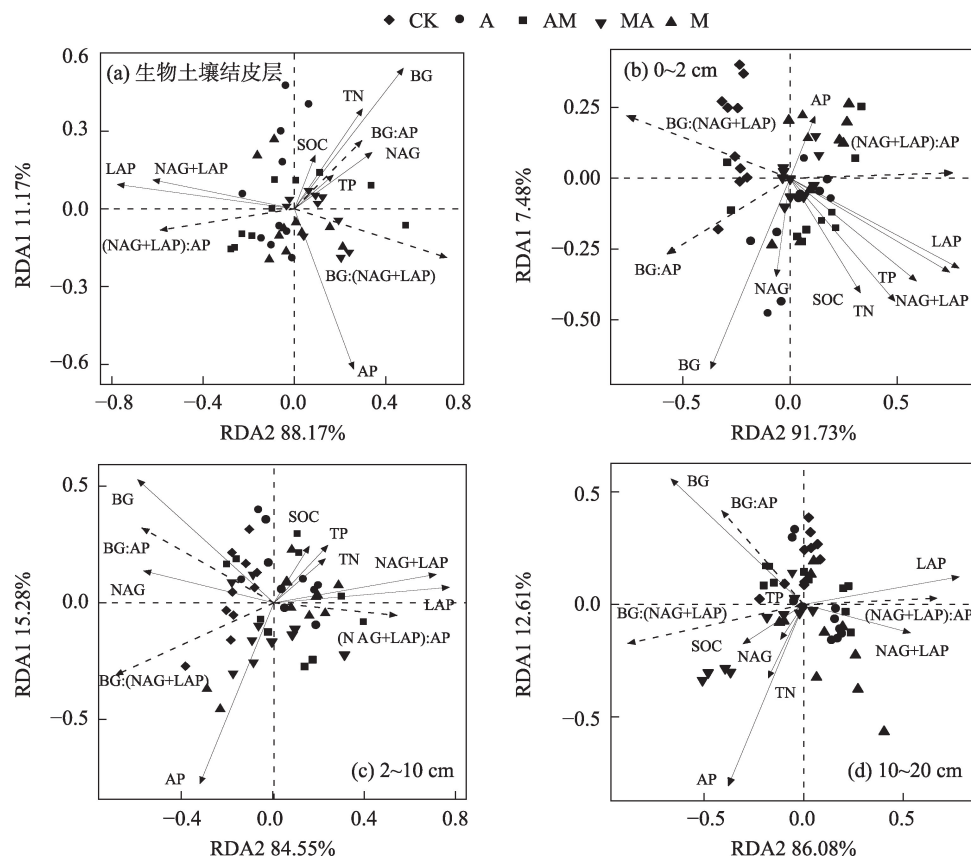 CK A AM MA M
(a) 生物土壤结皮层
0.6
0.3
0.0
−0.3
−0.6
RDA1 11.17%
BG
TN
BG:AP
SOC
NAG
LAP
NAG+LAP
TP
(NAG+LAP):AP
BG:(NAG+LAP)
AP
−0.8
−0.4
0.0
0.4
0.8
RDA2 88.17%
(b) 0~2 cm
0.25
0.00
−0.25
−0.50
RDA1 7.48%
AP
BG:(NAG+LAP)
(NAG+LAP):AP
LAP
BG:AP
TP
NAG
SOC
NAG+LAP
TN
BG
−0.5
0.0
0.5
RDA2 91.73%
0.5
0.0
−0.5
RDA1 15.28%
BG
SOC
TP
BG:AP
TN
NAG+LAP
NAG
LAP
(N AG+LAP):AP
BG:(NAG+LAP)
AP
(c) 2~10 cm
−0.4
0.0
0.4
0.8
RDA2 84.55%
0.5
0.0
−0.5
RDA1 12.61%
BG
BG:AP
LAP
TP
BG:(NAG+LAP)
(NAG+LAP):AP
SOC
NAG
NAG+LAP
TN
AP
(d) 10~20 cm
−0.8
−0.4
0.0
0.4
0.8
RDA2 86.08%